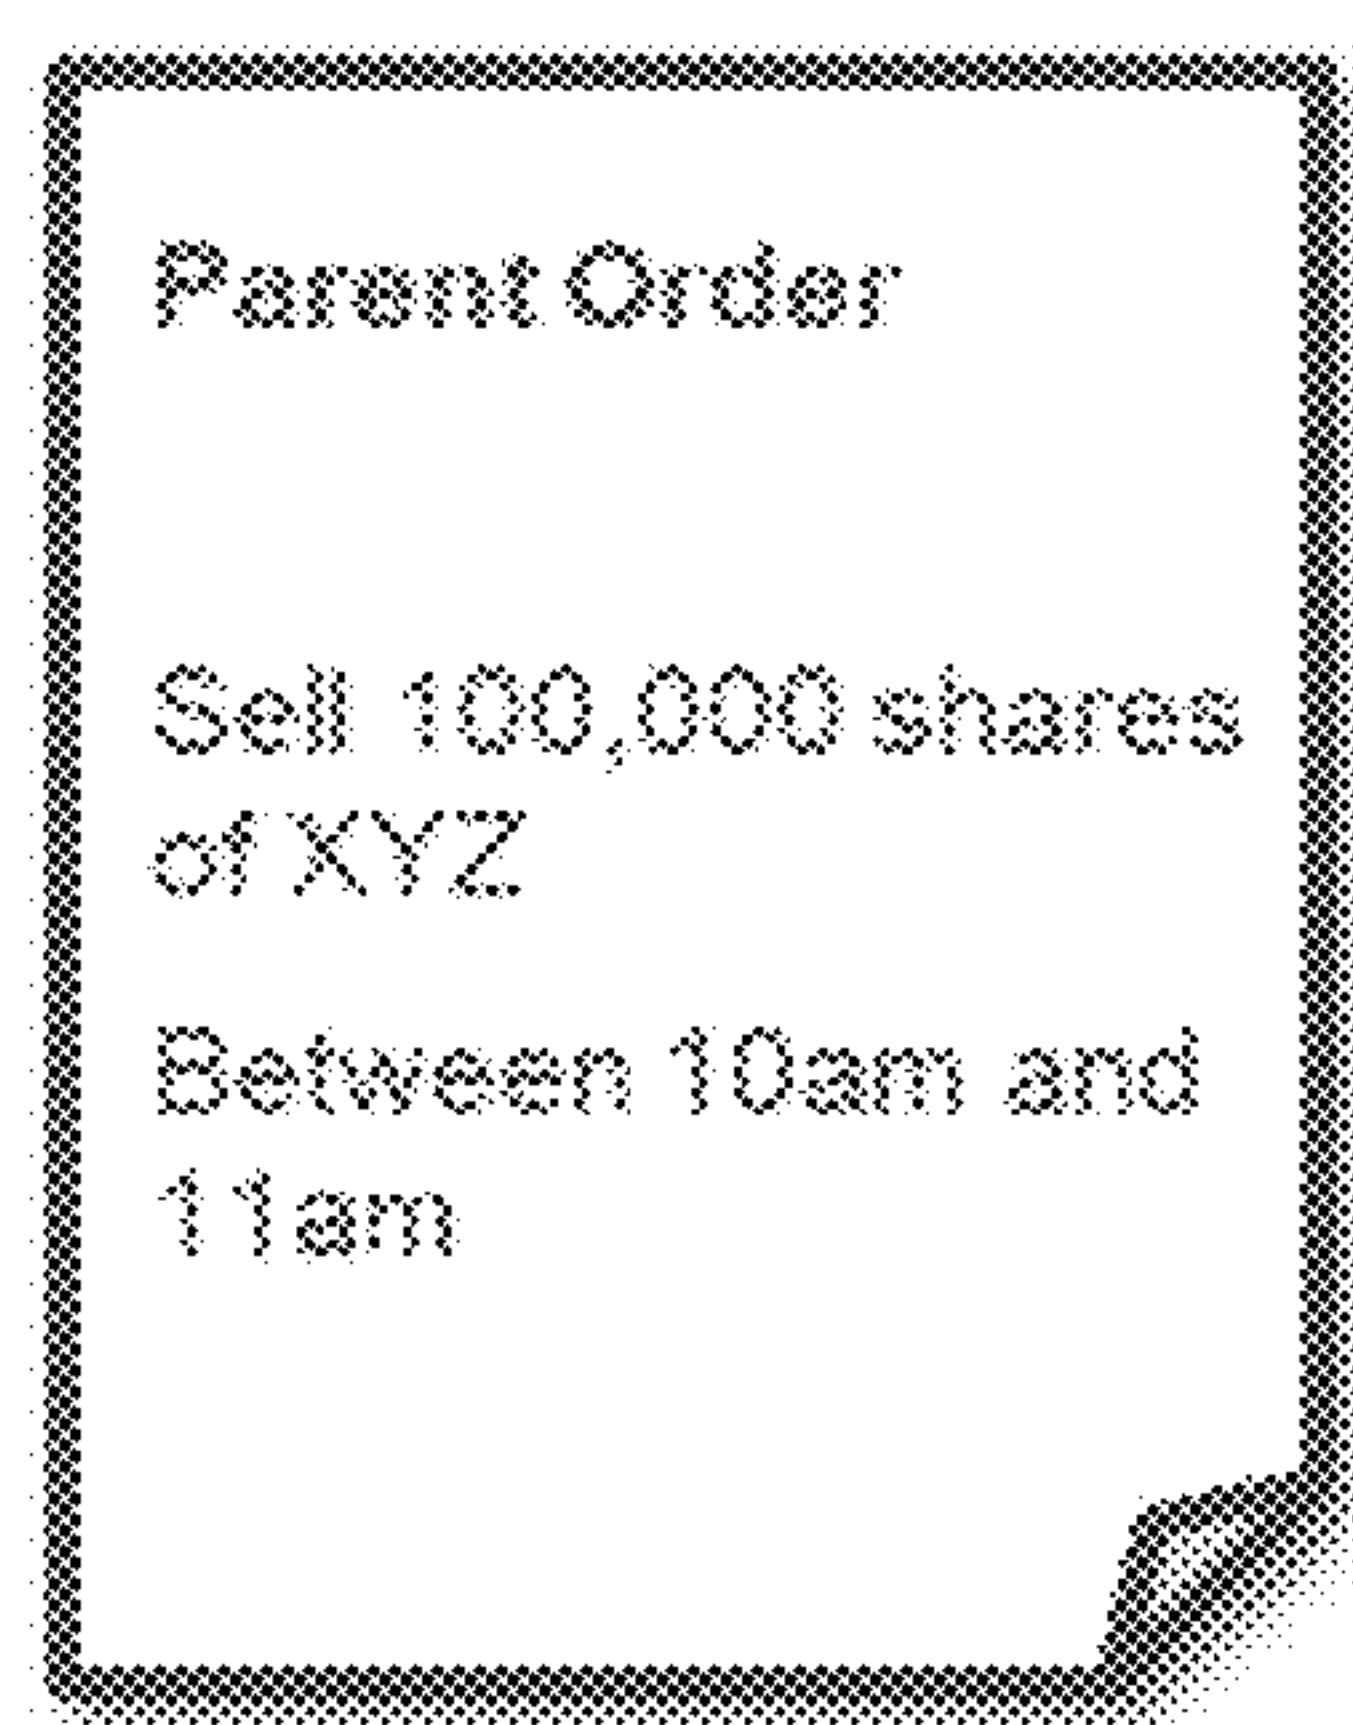 Parent Order
Sell 100,000 shares
of XYZ
Between 10am and
11am